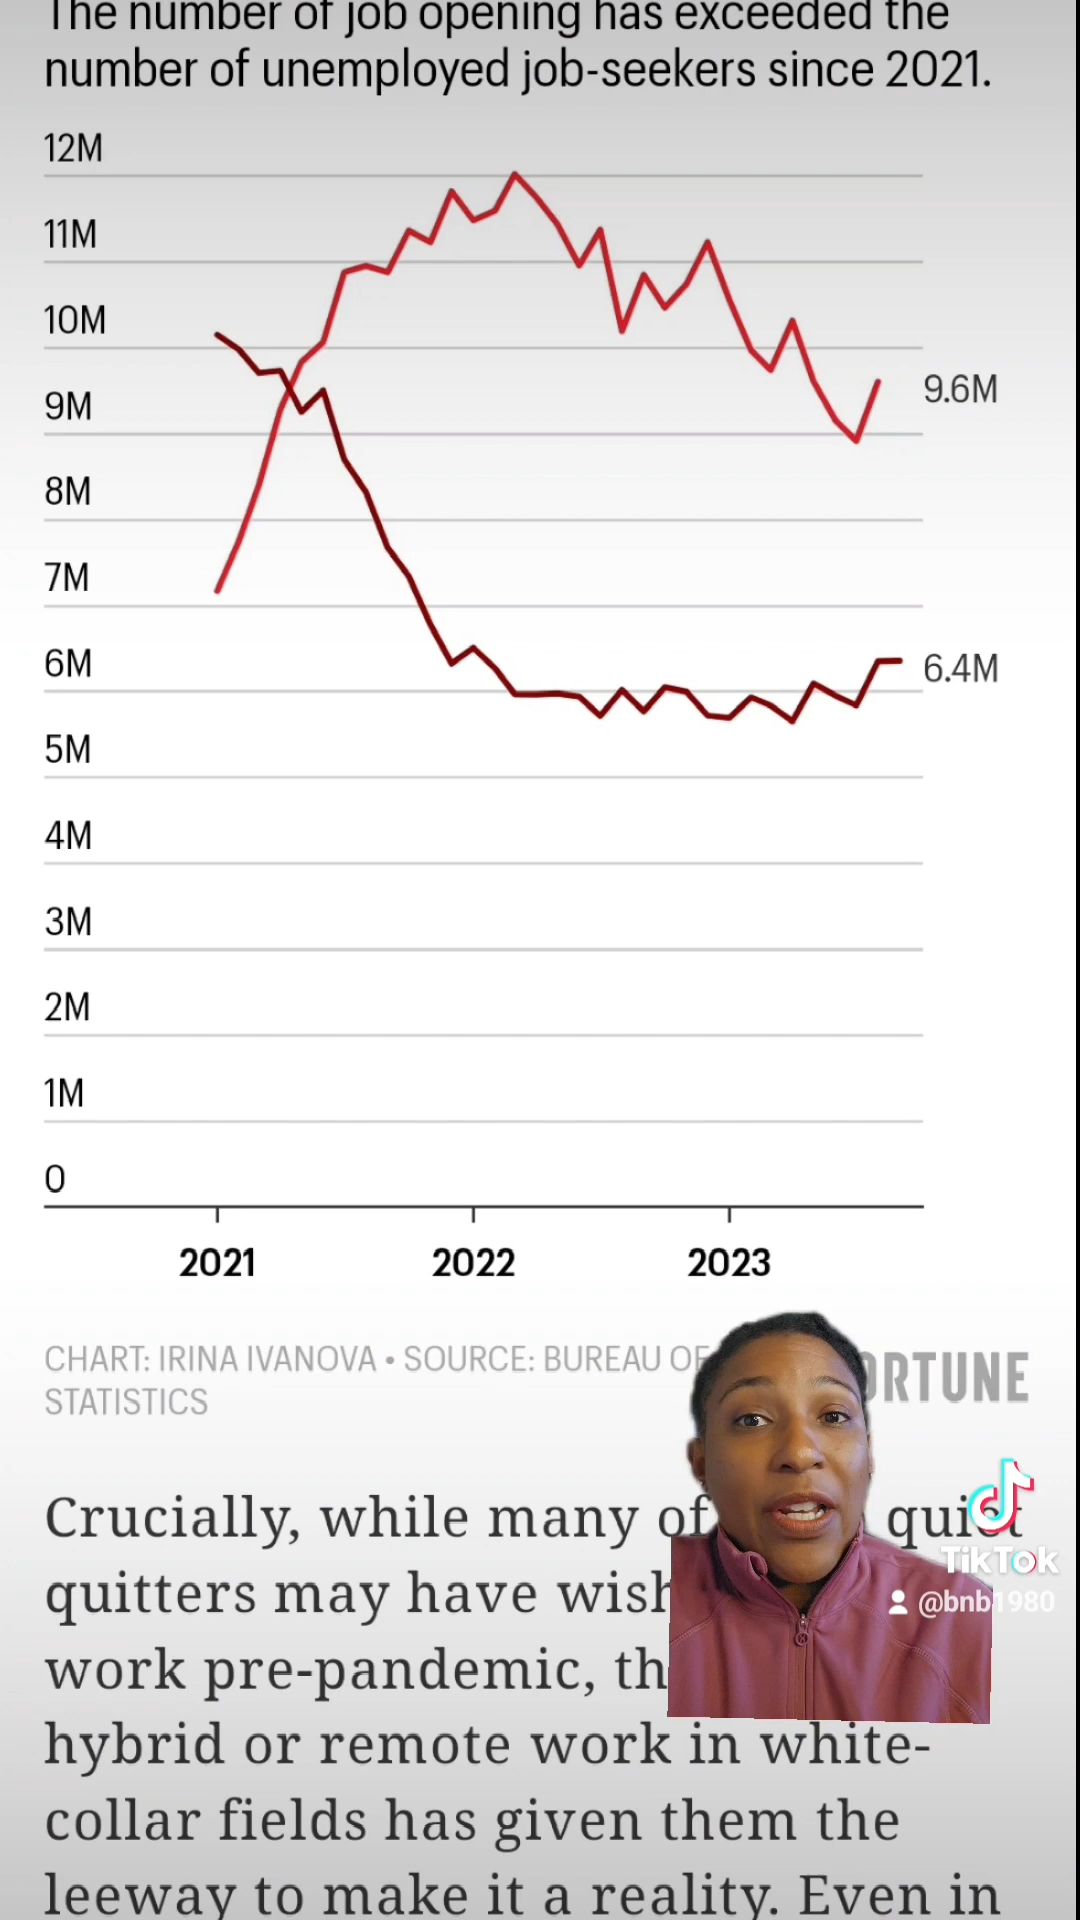 The number of job opening has exceeded the
number of unemployed job-seekers since 2021.
12M
11M
10M
9M
9.6M
8M
7M
6M
6.4M
5M
4M
3M
2M
1M
0
2021 2022 2023
CHART: IRINA IVANOVA • SOURCE: BUREAU OF
STATISTICS
ORTUNE
Crucially, while many of quiet
quitters may have wish
work pre-pandemic, th
hybrid or remote work in white-
collar fields has given them the
leeway to make it a reality. Even in
TikTok
@bnb1980